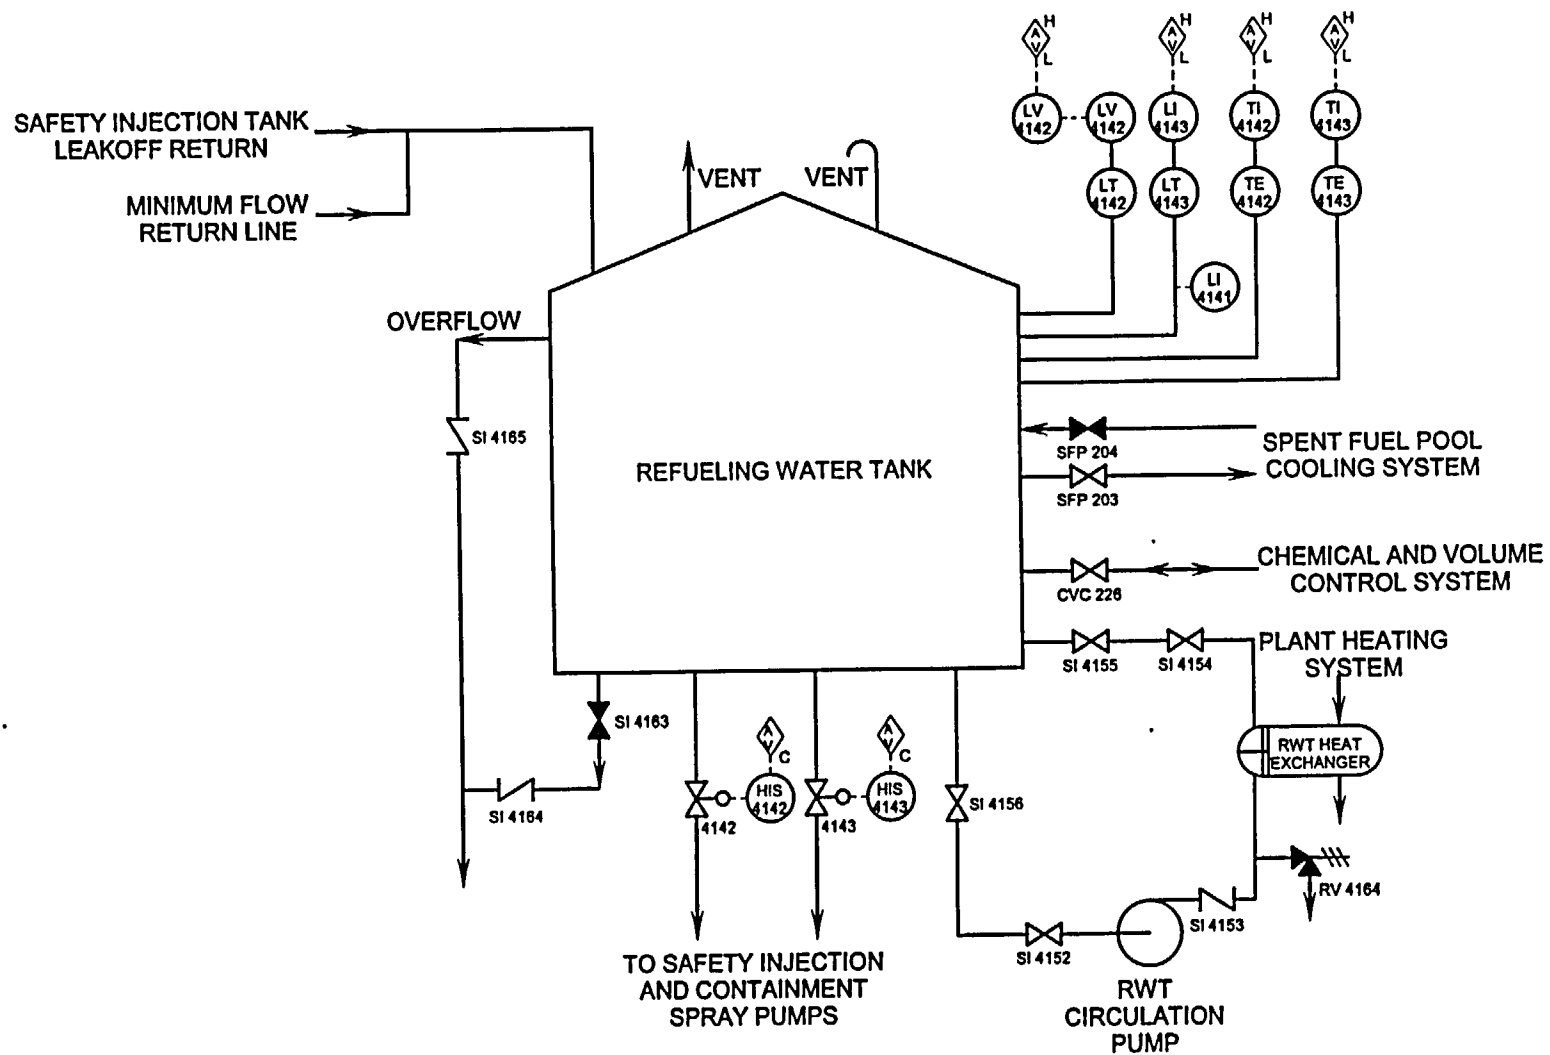 H
A
V
L
H
A
V
L
H
A
V
L
H
A
V
L
LV
4142
LV
4142
LI
4143
TI
4142
TI
4143
SAFETY INJECTION TANK
LEAKOFF RETURN
VENT
VENT
LT
4142
LT
4143
TE
4142
TE
4143
MINIMUM FLOW
RETURN LINE
LI
4141
OVERFLOW
SI 4165
SFP 204
SPENT FUEL POOL
COOLING SYSTEM
REFUELING WATER TANK
SFP 203
CHEMICAL AND VOLUME
CONTROL SYSTEM
CVC 226
PLANT HEATING
SYSTEM
SI 4155
SI 4154
SI 4163
A
V
C
A
V
C
RWT HEAT
EXCHANGER
HIS
4142
HIS
4143
SI 4164
4142
4143
SI 4156
RV 4164
SI 4153
SI 4152
TO SAFETY INJECTION
AND CONTAINMENT
SPRAY PUMPS
RWT
CIRCULATION
PUMP